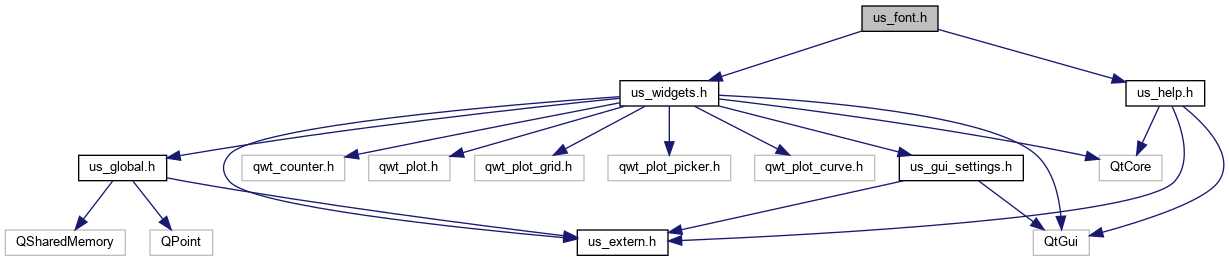 us_font.h
us_widgets.h
us_help.h
us_global.h
qwt_counter.h
qwt_plot.h
qwt_plot_grid.h
qwt_plot_picker.h
qwt_plot_curve.h
us_gui_settings.h
QtCore
QSharedMemory
QPoint
us_extern.h
QtGui